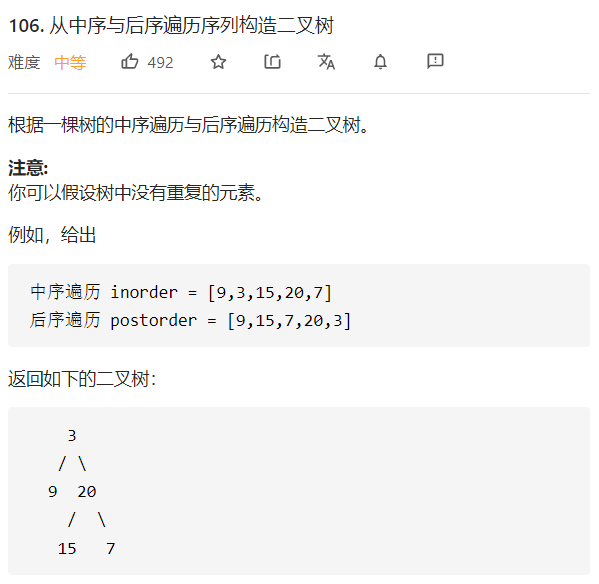 106. 从中序与后序遍历序列构造二叉树
难度 中等 492
根据一棵树的中序遍历与后序遍历构造二叉树。
注意:
你可以假设树中没有重复的元素。
例如，给出
中序遍历 inorder = [9,3,15,20,7]
后序遍历 postorder = [9,15,7,20,3]
返回如下的二叉树：
3
/ \
9 20
/ \
15 7